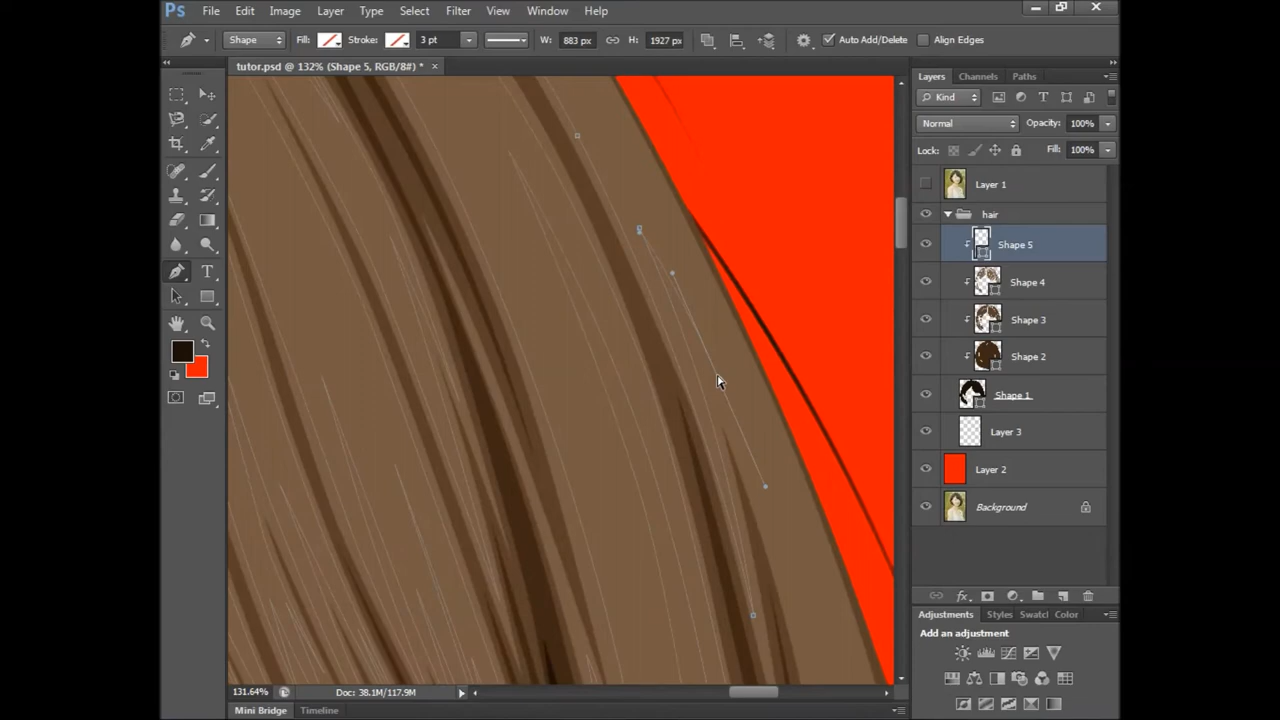 Ps File Edit Image Layer Type Select Filter View Window Help
Shape Fill: Stroke: 3 pt W: 883 px H: 1927 px Auto Add/Delete Align Edges
tutor.psd @ 132% (Shape 5, RGB/8#) * ×
Layers Channels Paths
Kind
Normal Opacity: 100%
Lock: Fill: 100%
Layer 1
hair
Shape 5
Shape 4
Shape 3
Shape 2
Shape 1
Layer 3
Layer 2
Background
fx
Adjustments Styles Swatcl Color
Add an adjustment
131.64% Doc: 38.1M/117.9M
Mini Bridge Timeline